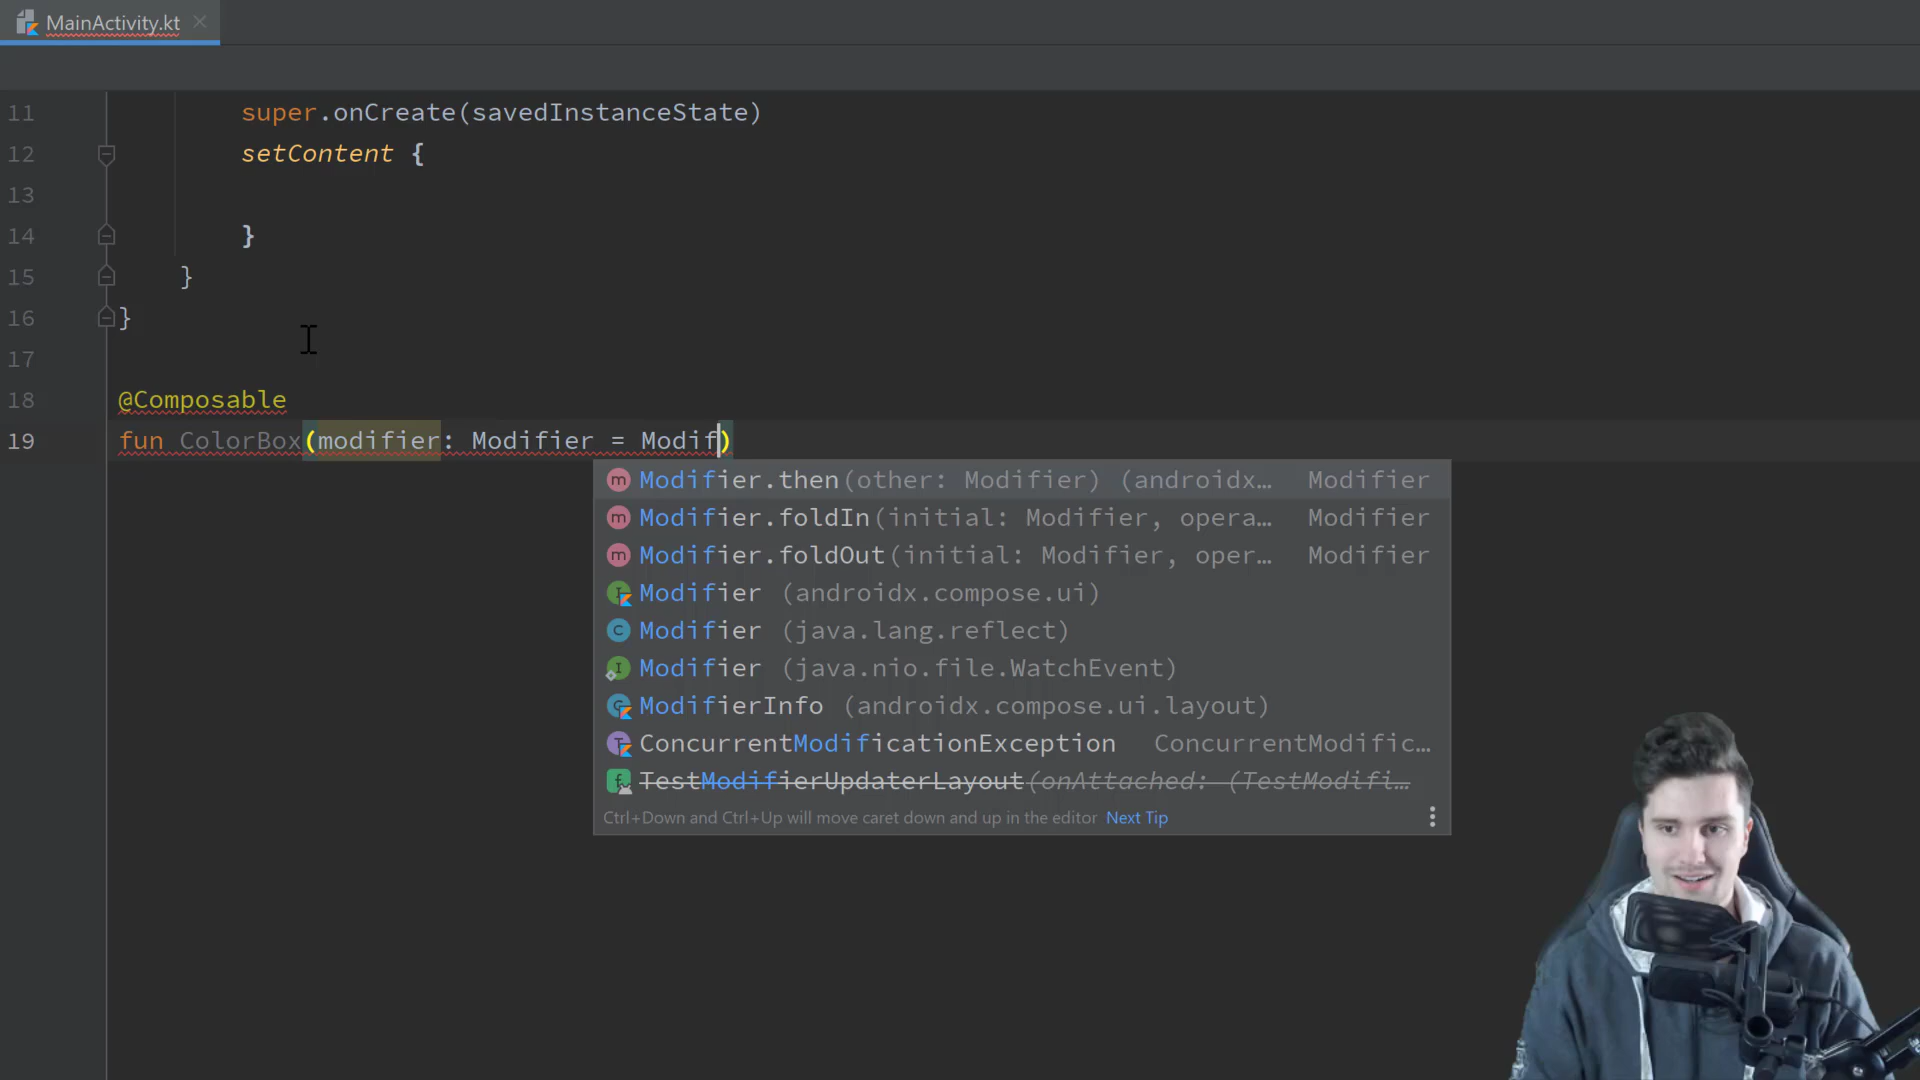 MainActivity.kt
11 super.onCreate(savedInstanceState)
12 setContent {
13
14 }
15 }
16 }
17
18 @Composable
19 fun ColorBox(modifier: Modifier = Modif)
m Modifier.then(other: Modifier) (androidx… Modifier
m Modifier.foldIn(initial: Modifier, opera… Modifier
m Modifier.foldOut(initial: Modifier, oper… Modifier
I Modifier (androidx.compose.ui)
C Modifier (java.lang.reflect)
I Modifier (java.nio.file.WatchEvent)
C ModifierInfo (androidx.compose.ui.layout)
T ConcurrentModificationException ConcurrentModific…
f TestModifierUpdaterLayout(onAttached: (TestModifi…
Ctrl+Down and Ctrl+Up will move caret down and up in the editor Next Tip